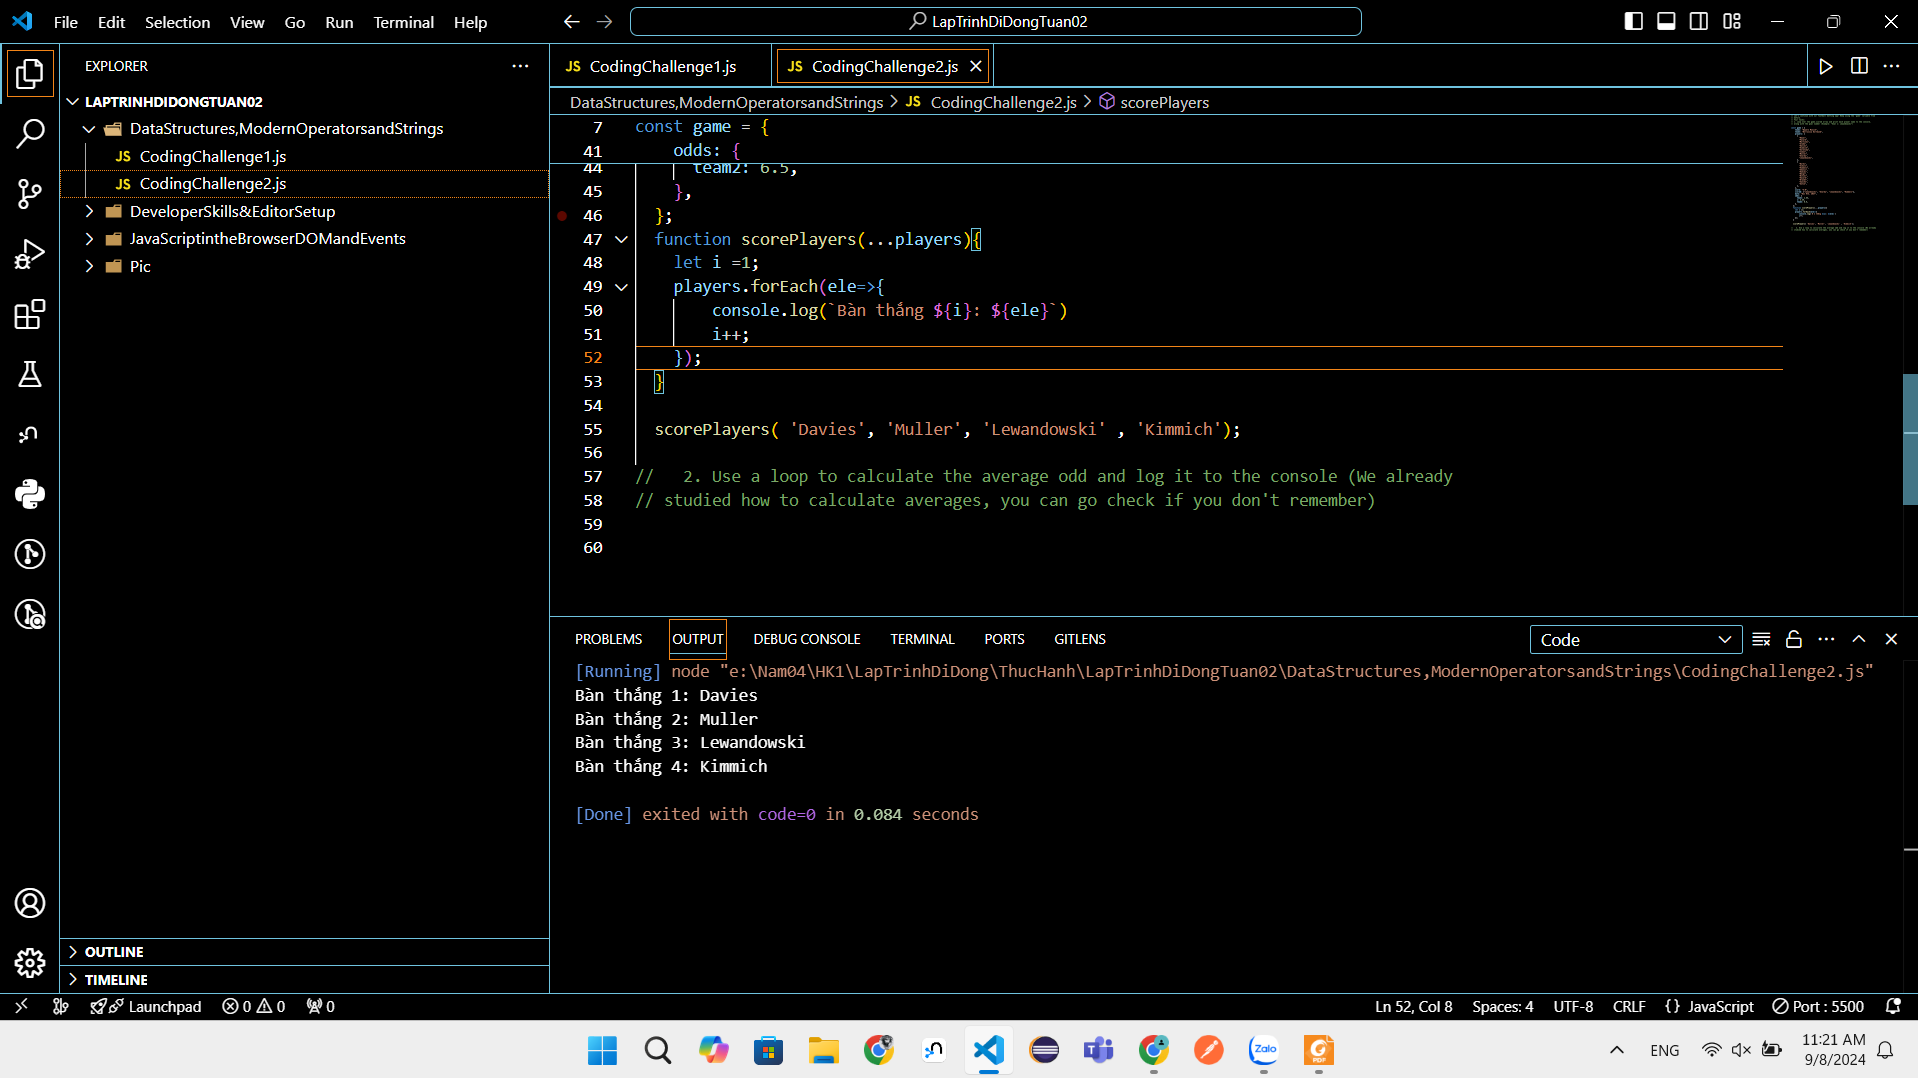 File Edit Selection View Go Run Terminal Help
LapTrinhDiDongTuan02
EXPLORER
LAPTRINHDIDONGTUAN02
DataStructures,ModernOperatorsandStrings
JS CodingChallenge1.js
JS CodingChallenge2.js
DeveloperSkills&EditorSetup
JavaScriptintheBrowserDOMandEvents
Pic
OUTLINE
TIMELINE
JS CodingChallenge1.js
JS CodingChallenge2.js
DataStructures,ModernOperatorsandStrings > JS CodingChallenge2.js > scorePlayers
7 const game = {
41 odds: {
44 team2: 6.5,
45 },
46 };
47 function scorePlayers(...players){
48 let i =1;
49 players.forEach(ele=>{
50 console.log(`Bàn thắng ${i}: ${ele}`)
51 i++;
52 });
53 }
54
55 scorePlayers( 'Davies', 'Muller', 'Lewandowski' , 'Kimmich');
56
57 // 2. Use a loop to calculate the average odd and log it to the console (We already
58 // studied how to calculate averages, you can go check if you don't remember)
59
60
PROBLEMS OUTPUT DEBUG CONSOLE TERMINAL PORTS GITLENS
Code
[Running] node "e:\Nam04\HK1\LapTrinhDiDong\ThucHanh\LapTrinhDiDongTuan02\DataStructures,ModernOperatorsandStrings\CodingChallenge2.js"
Bàn thắng 1: Davies
Bàn thắng 2: Muller
Bàn thắng 3: Lewandowski
Bàn thắng 4: Kimmich
[Done] exited with code=0 in 0.084 seconds
Launchpad 0 0 0
Ln 52, Col 8 Spaces: 4 UTF-8 CRLF {} JavaScript Port : 5500
Zalo
PDF
ENG
11:21 AM
9/8/2024